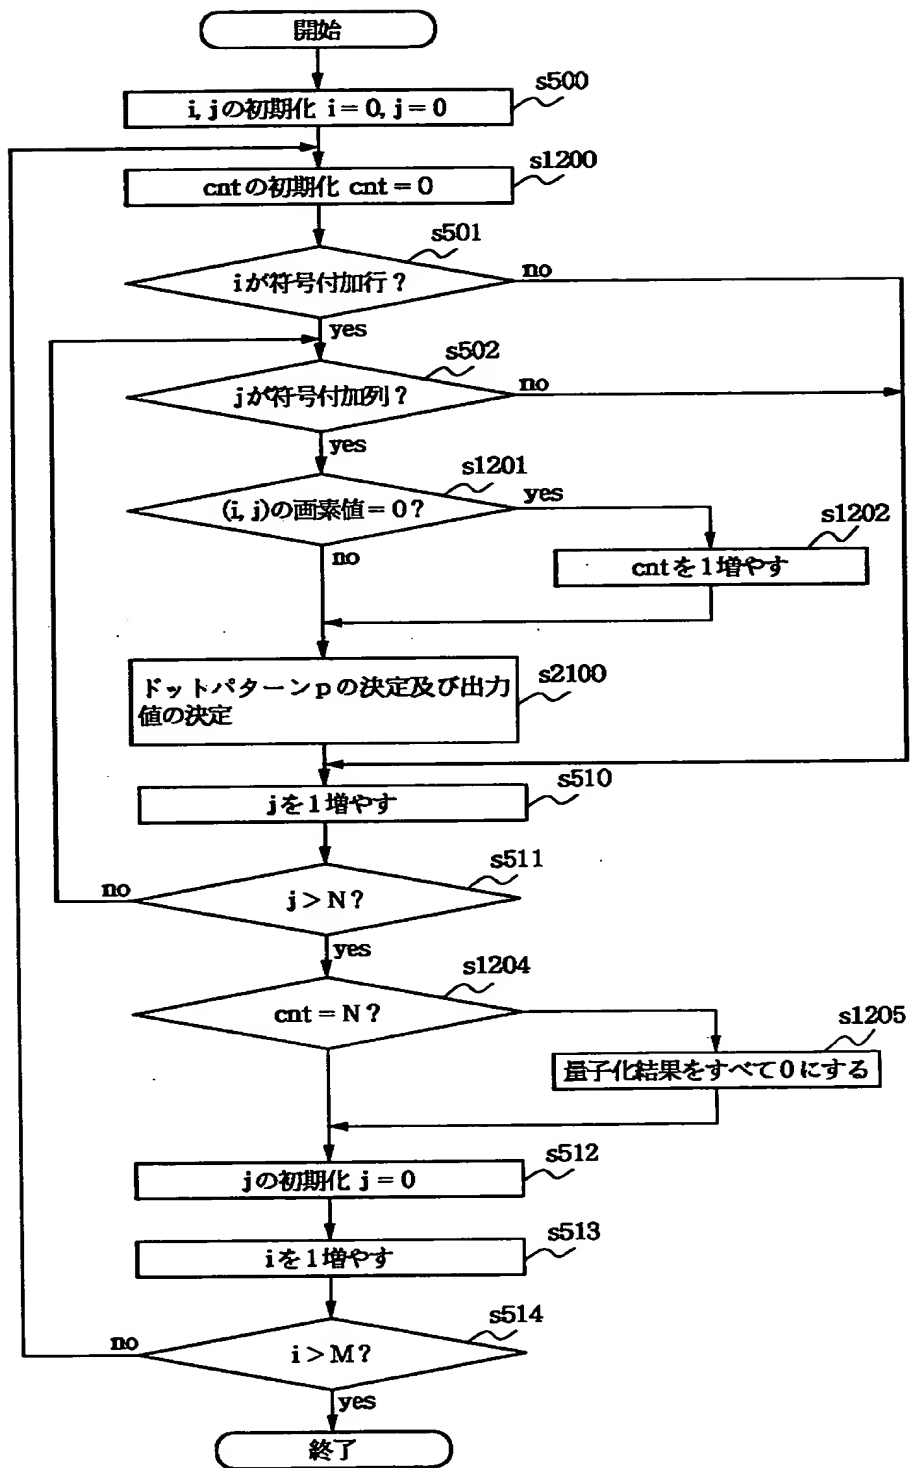 開始
s500
i, jの初期化 i = 0, j = 0
s1200
cntの初期化 cnt = 0
s501
iが符号付加行？
no
yes
s502
jが符号付加列？
no
yes
s1201
(i, j)の画素値 = 0？
yes
no
s1202
cntを1増やす
s2100
ドットパターンpの決定及び出力
値の決定
s510
jを1増やす
s511
j > N？
no
yes
s1204
cnt = N？
s1205
量子化結果をすべて0にする
s512
jの初期化 j = 0
s513
iを1増やす
s514
i > M？
no
yes
終了